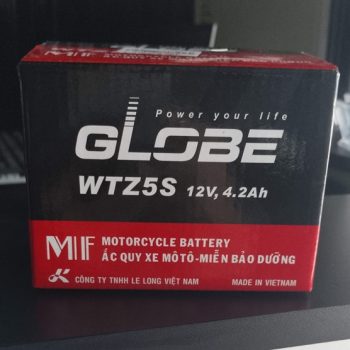 Power your life
GLOBE
WTZ5S 12V, 4.2Ah
MF MOTORCYCLE BATTERY
ẮC QUY XE MÔTÔ-MIỄN BẢO DƯỠNG
CÔNG TY TNHH LE LONG VIỆT NAM MADE IN VIETNAM